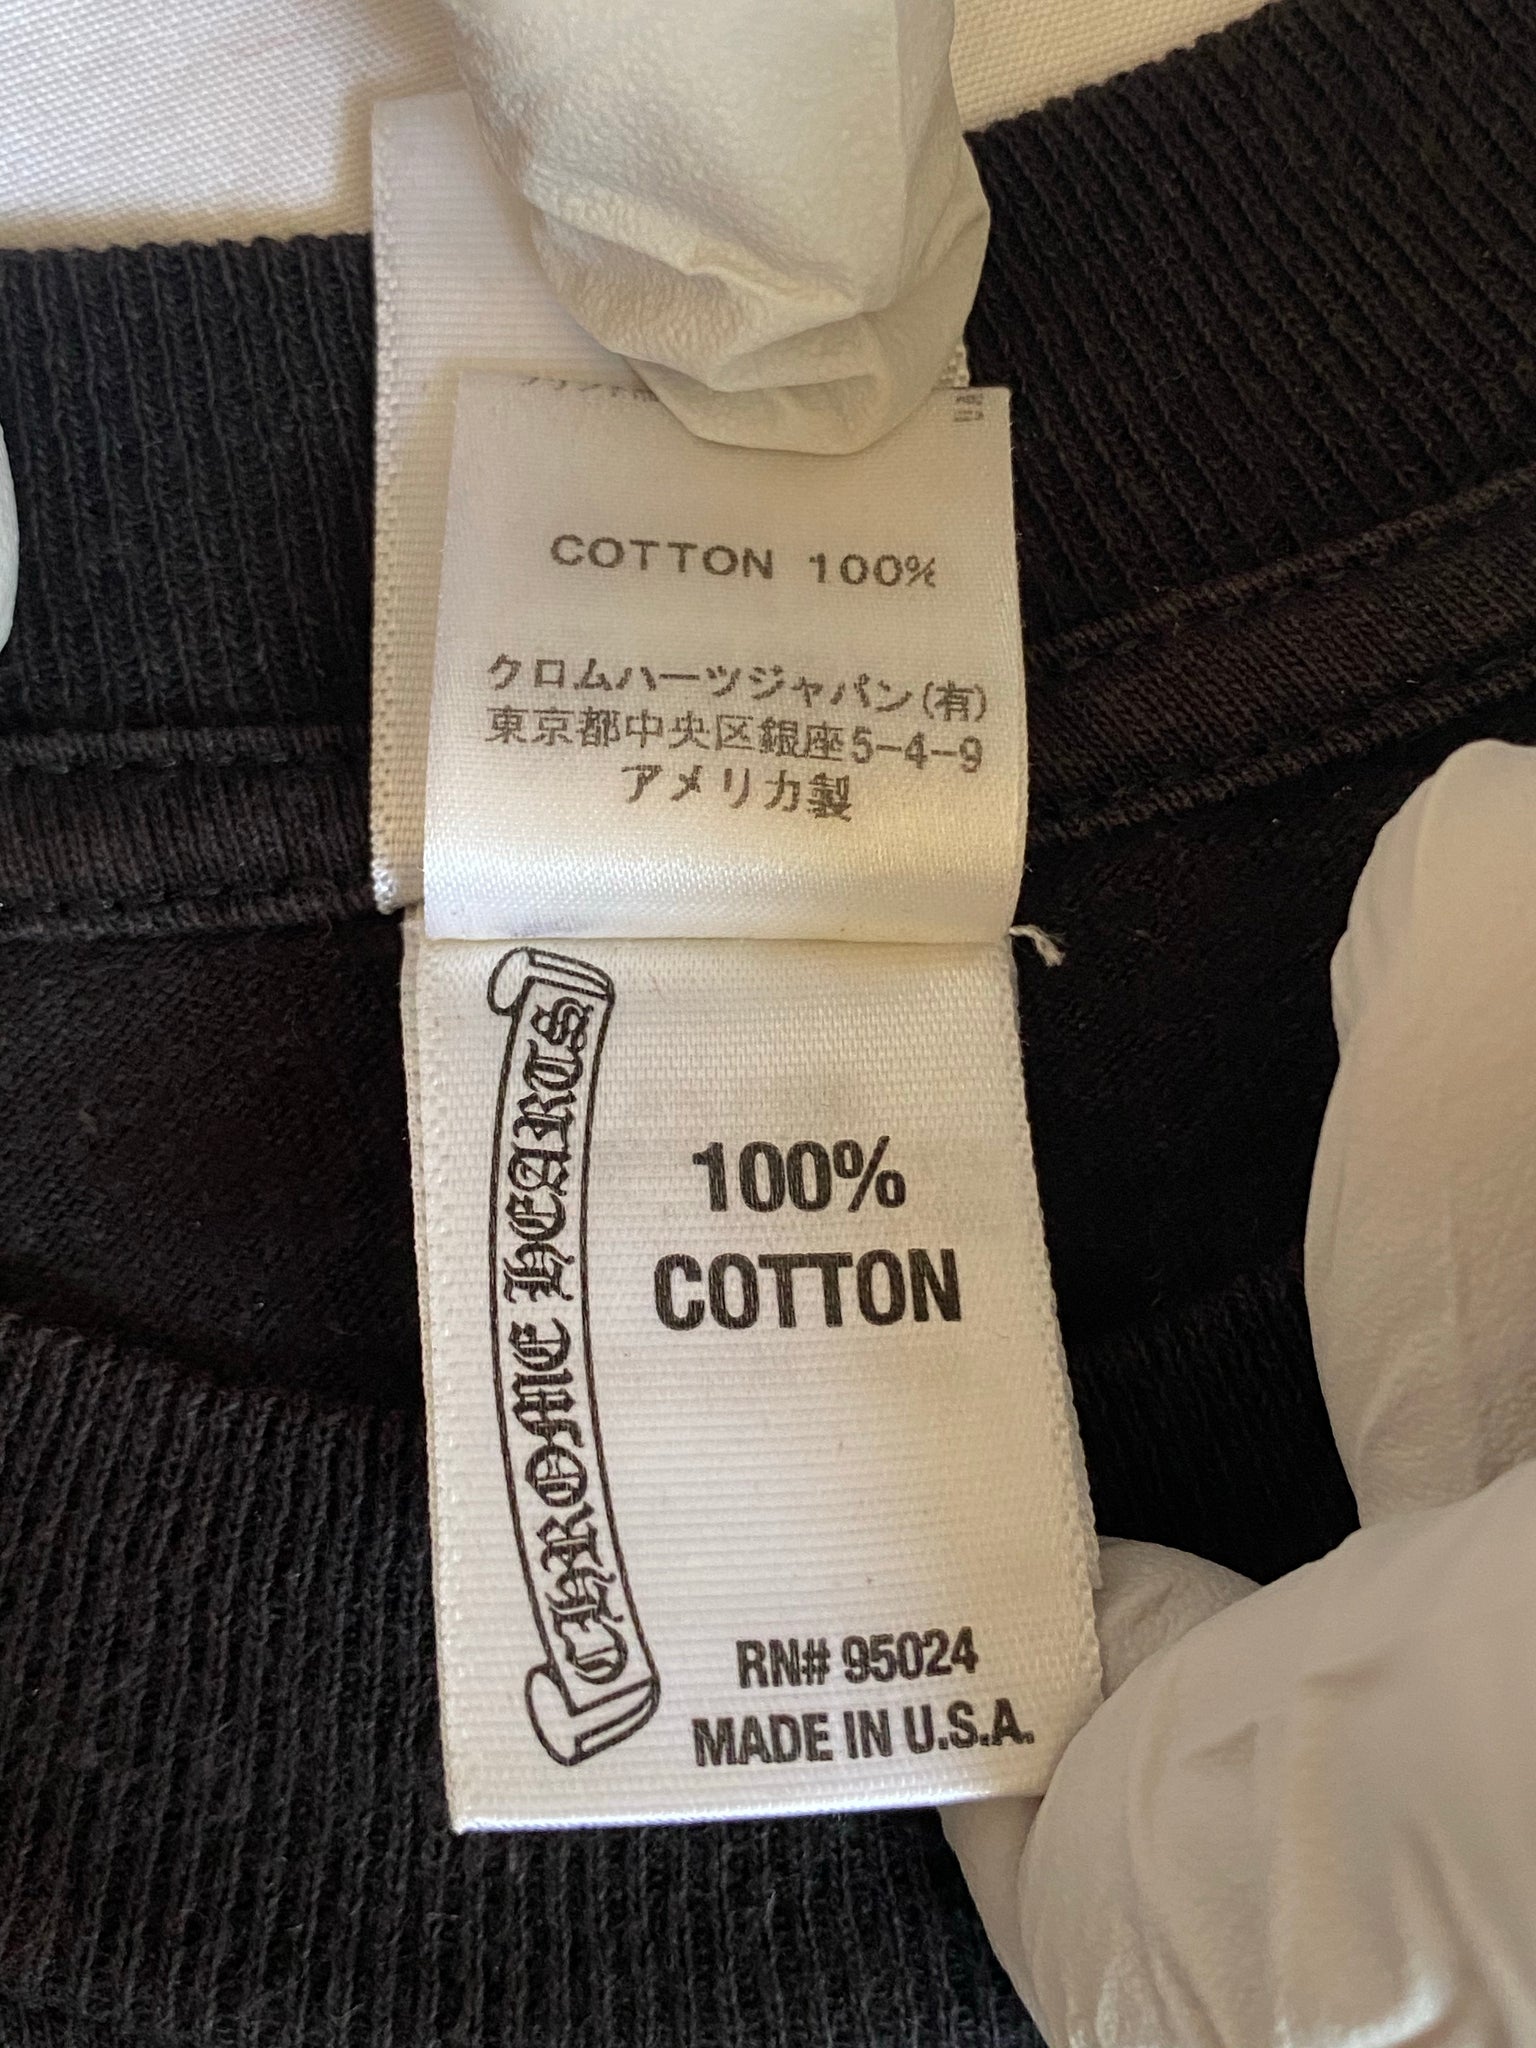 COTTON 100%
クロムハーツジャパン(有)
東京都中央区銀座5-4-9
アメリカ製
CHROME HEARTS
100%
COTTON
RN# 95024
MADE IN U.S.A.